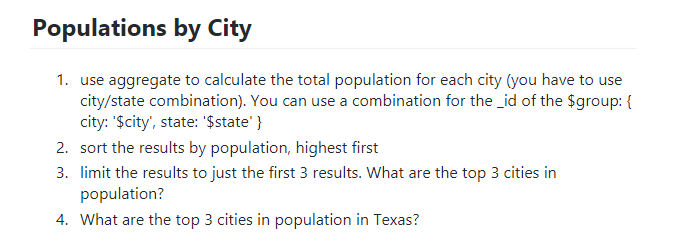 Populations by City
1. use aggregate to calculate the total population for each city (you have to use
city/state combination). You can use a combination for the _id of the $group: {
city: '$city', state: '$state' }
2. sort the results by population, highest first
3. limit the results to just the first 3 results. What are the top 3 cities in
population?
4. What are the top 3 cities in population in Texas?